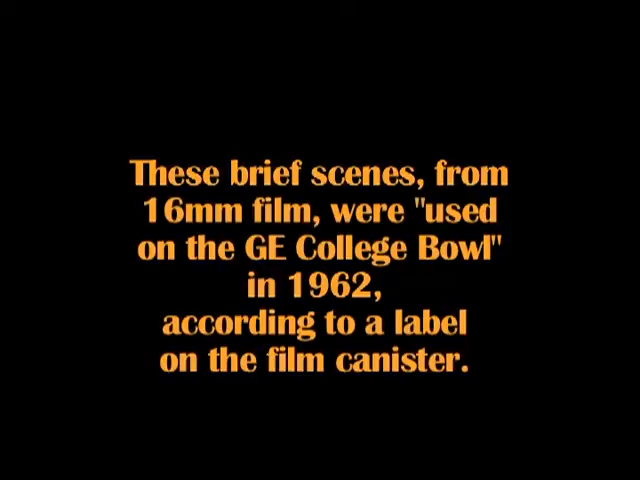 These brief scenes, from
16mm film, were "used
on the GE College Bowl"
in 1962,
according to a label
on the film canister.